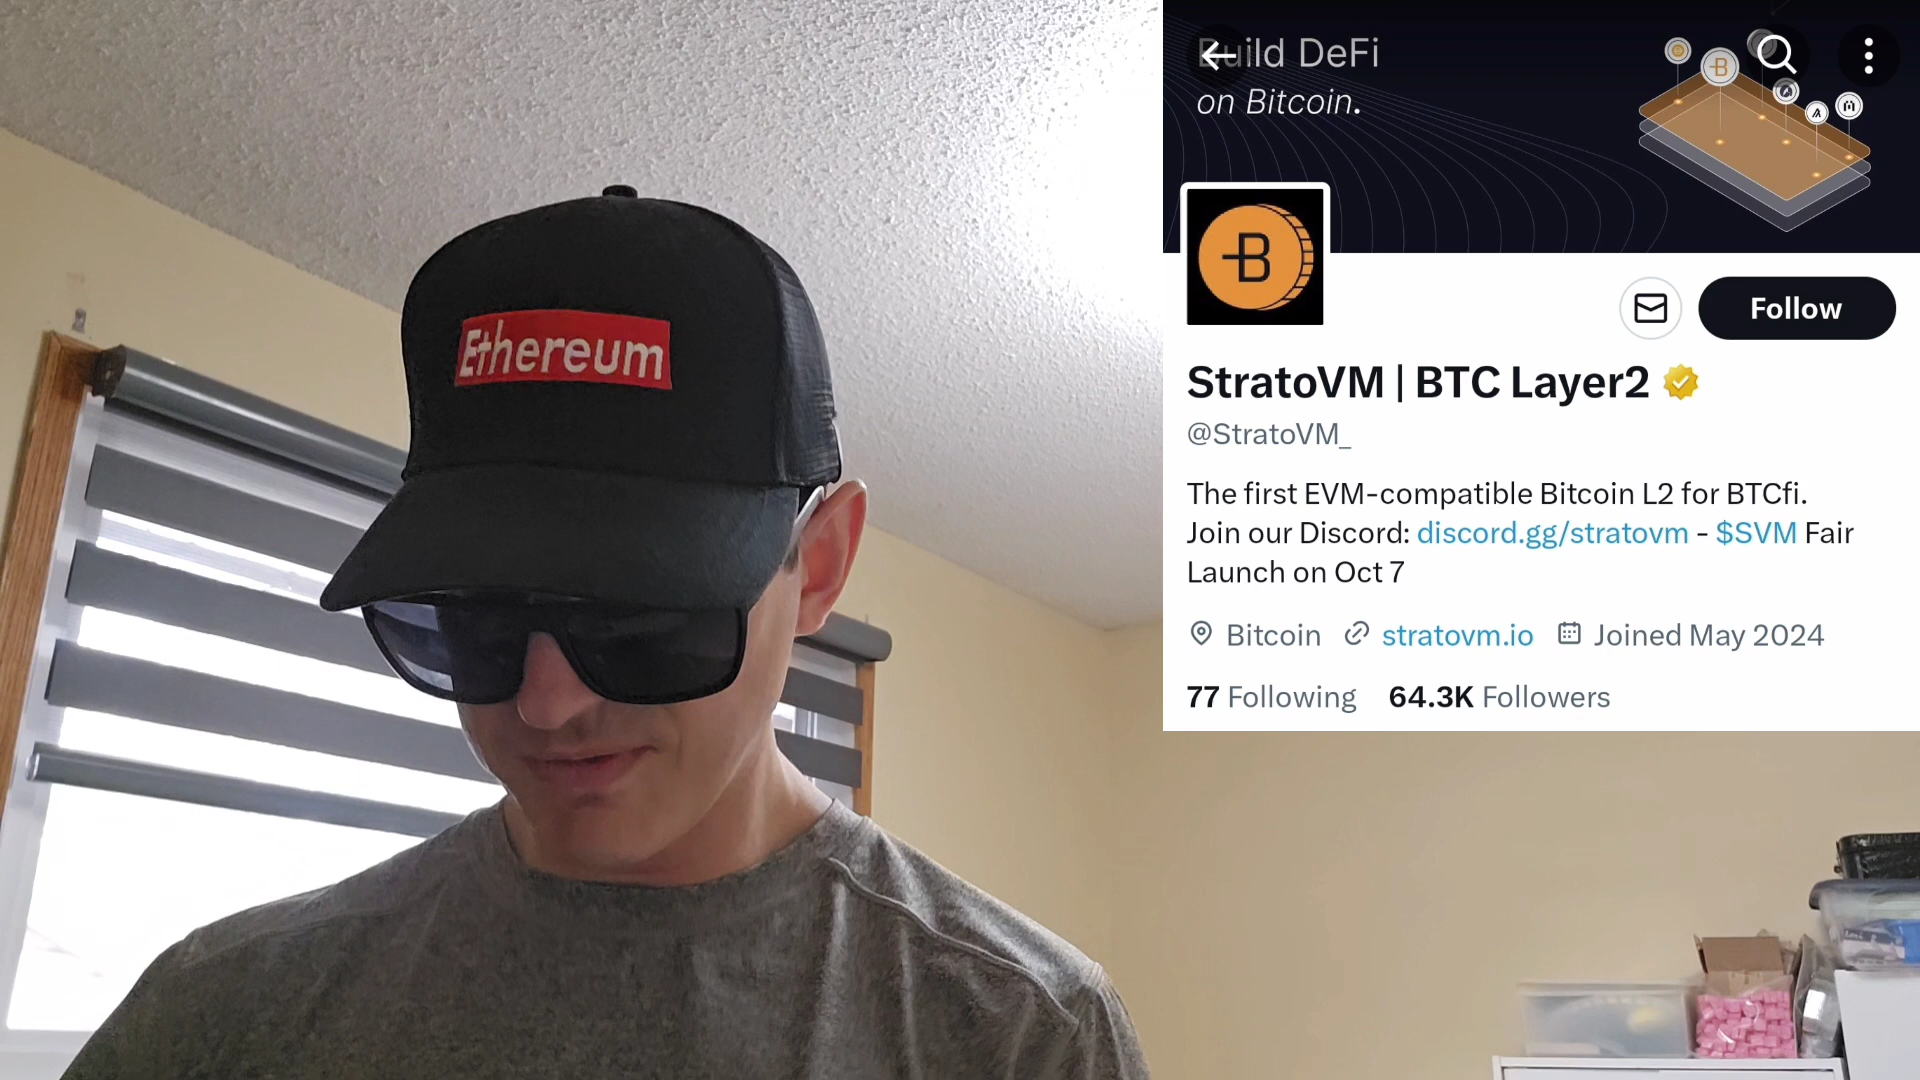 Ethereum
Build DeFi
on Bitcoin.
Follow
StratoVM | BTC Layer2
@StratoVM_
The first EVM-compatible Bitcoin L2 for BTCfi.
Join our Discord: discord.gg/stratovm - $SVM Fair
Launch on Oct 7
Bitcoin stratovm.io Joined May 2024
77 Following 64.3K Followers